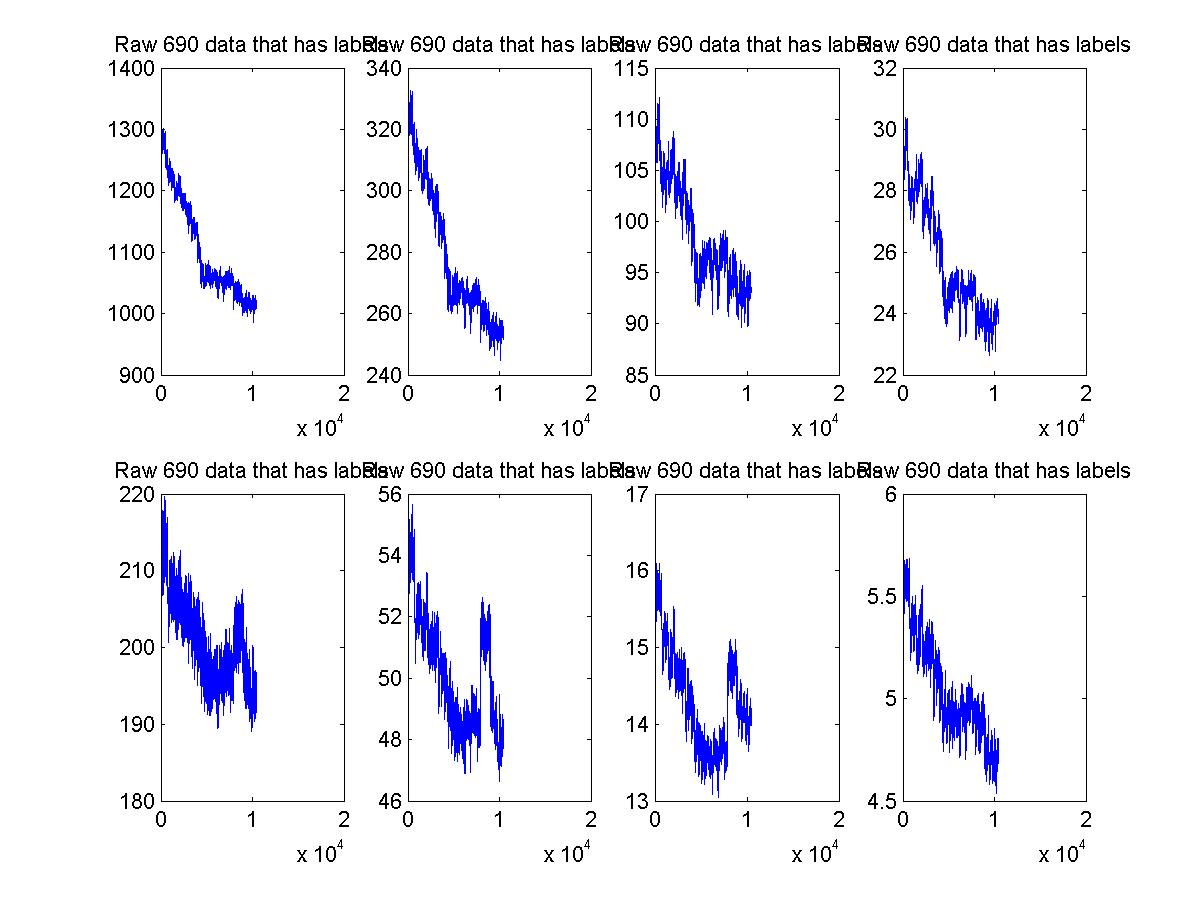 Raw 690 data that has labels Raw 690 data that has labels Raw 690 data that has labels Raw 690 data that has labels
1400 340 115 32
1300 320 110 30
105
1200 300 28
1100 100 26
280 95
1000 260 90 24
900 240 85 22
0 1 2 0 1 2 0 1 2 0 1 2
x 10^4 x 10^4 x 10^4 x 10^4
Raw 690 data that has labels Raw 690 data that has labels Raw 690 data that has labels Raw 690 data that has labels
220 56 17 6
210 54 16
5.5
200 52 15
50 5
190 48 14
180 46 13 4.5
0 1 2 0 1 2 0 1 2 0 1 2
x 10^4 x 10^4 x 10^4 x 10^4